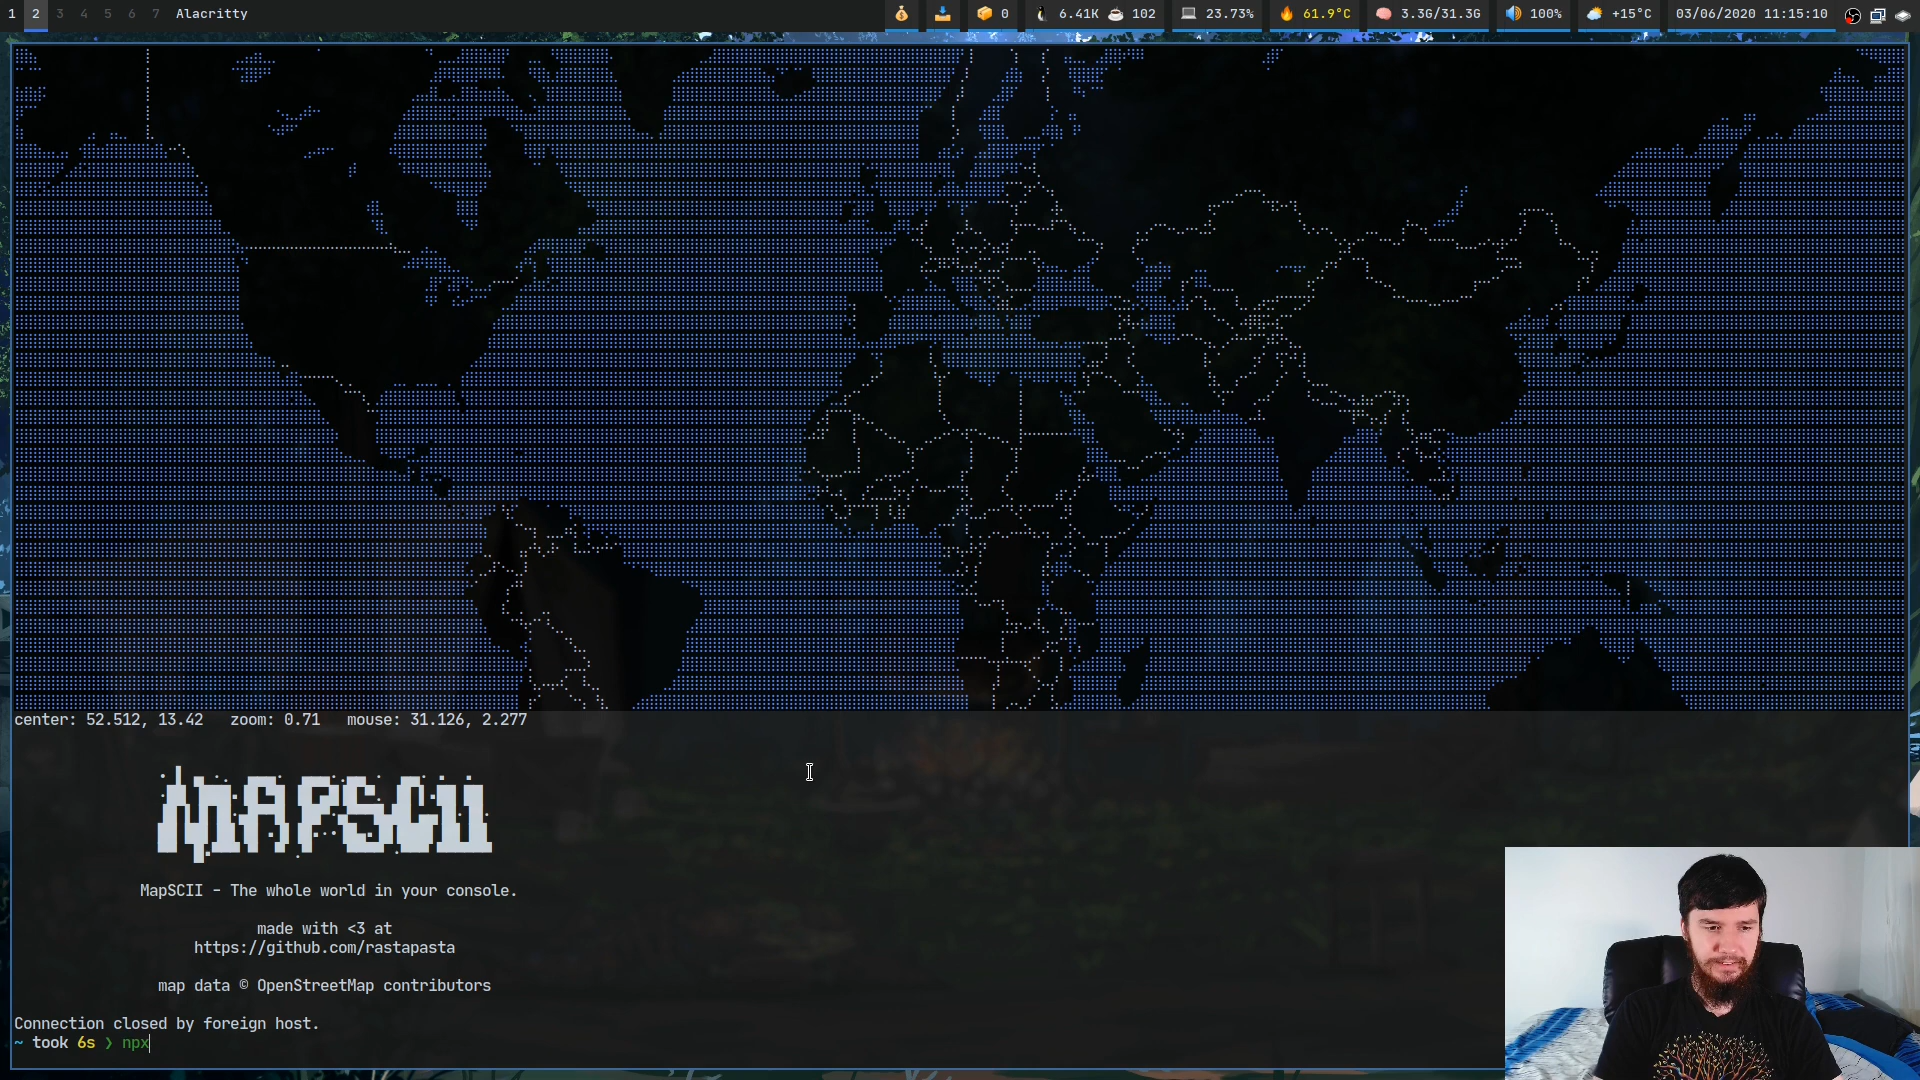 1 2 3 4 5 6 7 Alacritty 0 6.41K 102 23.73% 61.9°C 3.3G/31.3G 100% +15°C 03/06/2020 11:15:10
center: 52.512, 13.42 zoom: 0.71 mouse: 31.126, 2.277
MAPSCII
MapSCII - The whole world in your console.
made with <3 at
https://github.com/rastapasta
map data © OpenStreetMap contributors
Connection closed by foreign host.
~ took 6s ❯ npx